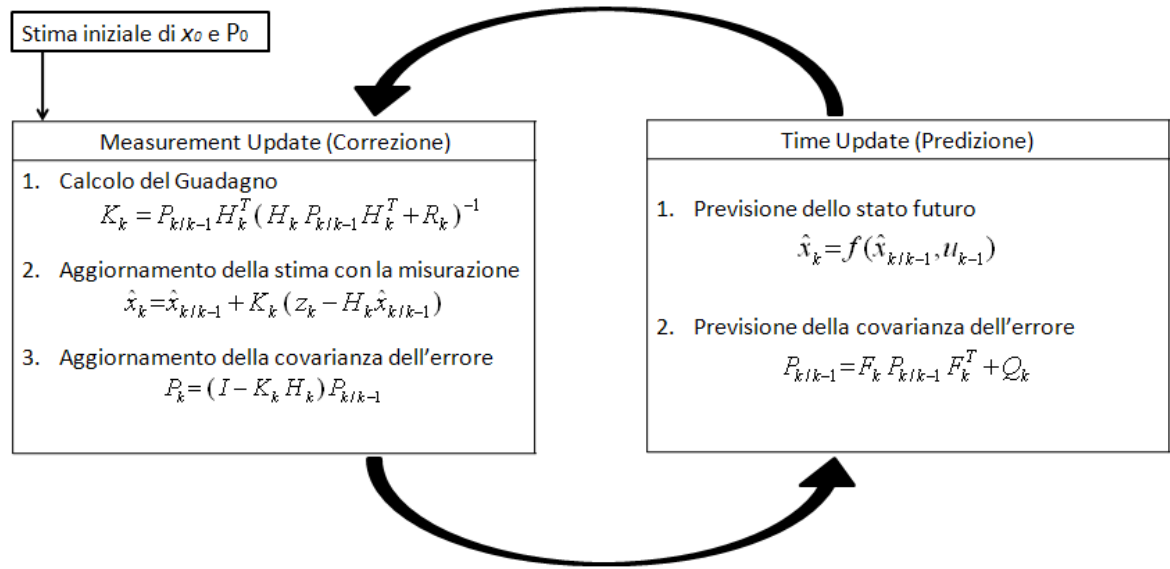 Stima iniziale di x₀ e P₀
Measurement Update (Correzione)
1. Calcolo del Guadagno
K_k = P_{k/k-1} H_k^T (H_k P_{k/k-1} H_k^T + R_k)^{-1}
2. Aggiornamento della stima con la misurazione
x̂_k = x̂_{k/k-1} + K_k (z_k − H_k x̂_{k/k-1})
3. Aggiornamento della covarianza dell'errore
P_k = (I − K_k H_k) P_{k/k-1}
Time Update (Predizione)
1. Previsione dello stato futuro
x̂_k = f(x̂_{k/k-1}, u_{k-1})
2. Previsione della covarianza dell'errore
P_{k/k-1} = F_k P_{k/k-1} F_k^T + Q_k